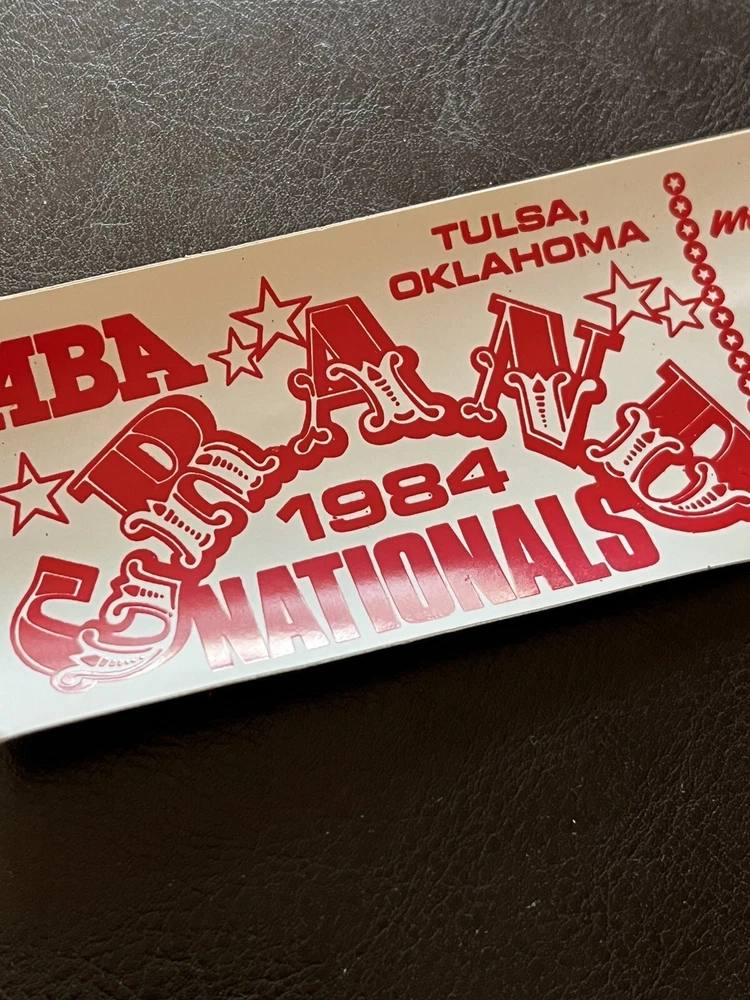 TULSA,
OKLAHOMA
ABA
GRAND
1984
NATIONALS